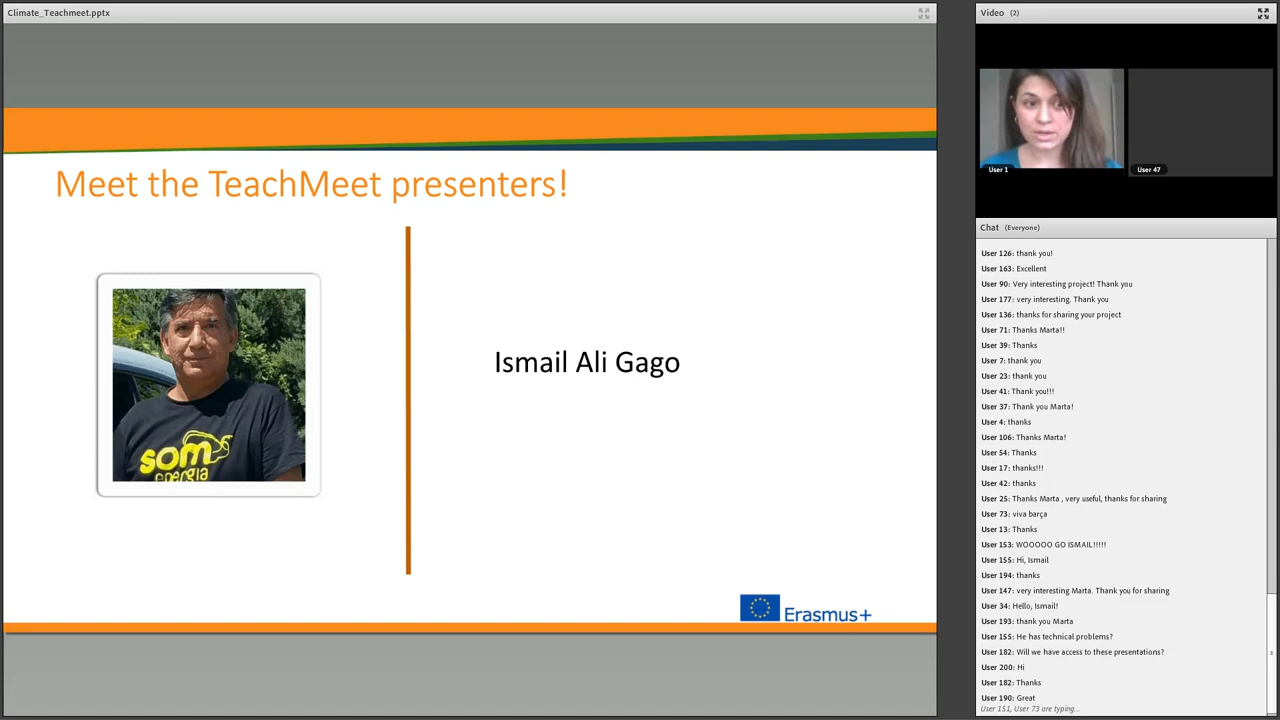 Climate_Teachmeet.pptx
Meet the TeachMeet presenters!
som
energia
Ismail Ali Gago
Erasmus+
Video (2)
User 1
User 47
Chat (Everyone)
User 126: thank you!
User 163: Excellent
User 90: Very interesting project! Thank you
User 177: very interesting. Thank you
User 136: thanks for sharing your project
User 71: Thanks Marta!!
User 39: Thanks
User 7: thank you
User 23: thank you
User 41: Thank you!!!
User 37: Thank you Marta!
User 4: thanks
User 106: Thanks Marta!
User 54: Thanks
User 17: thanks!!!
User 42: thanks
User 25: Thanks Marta , very useful, thanks for sharing
User 73: viva barça
User 13: Thanks
User 153: WOOOOO GO ISMAIL!!!!!
User 155: Hi, Ismail
User 194: thanks
User 147: very interesting Marta. Thank you for sharing
User 34: Hello, Ismail!
User 193: thank you Marta
User 155: He has technical problems?
User 182: Will we have access to these presentations?
User 200: Hi
User 182: Thanks
User 190: Great
User 151, User 73 are typing...